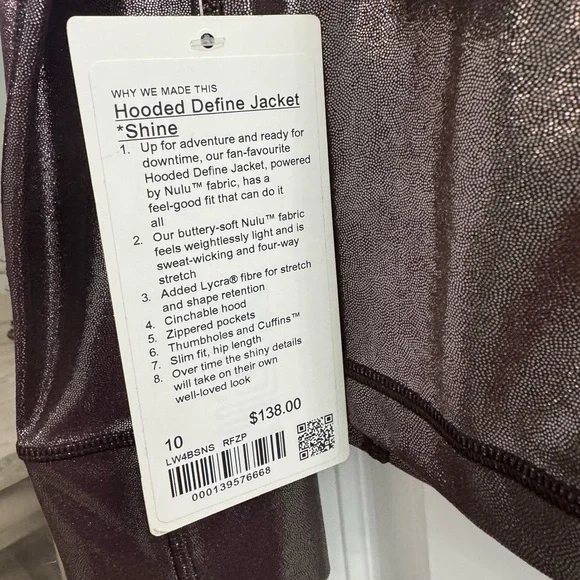 WHY WE MADE THIS
Hooded Define Jacket
*Shine
1. Up for adventure and ready for
downtime, our fan-favourite
Hooded Define Jacket, powered
by Nulu™ fabric, has a
feel-good fit that can do it
all
2. Our buttery-soft Nulu™ fabric
feels weightlessly light and is
sweat-wicking and four-way
stretch
3. Added Lycra® fibre for stretch
and shape retention
4. Cinchable hood
5. Zippered pockets
6. Thumbholes and Cuffins™
7. Slim fit, hip length
8. Over time the shiny details
will take on their own
well-loved look
10 $138.00
LW4BSNS RFZP
000139576668